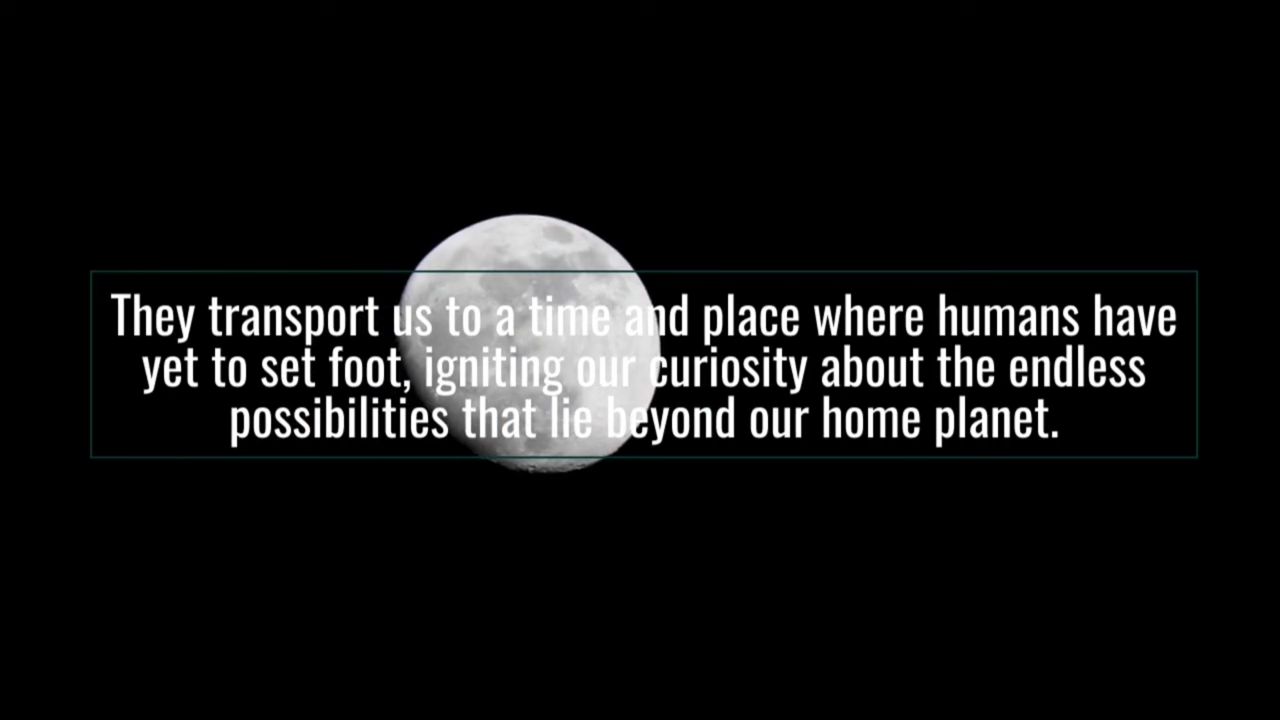 They transport us to a time and place where humans have
yet to set foot, igniting our curiosity about the endless
possibilities that lie beyond our home planet.